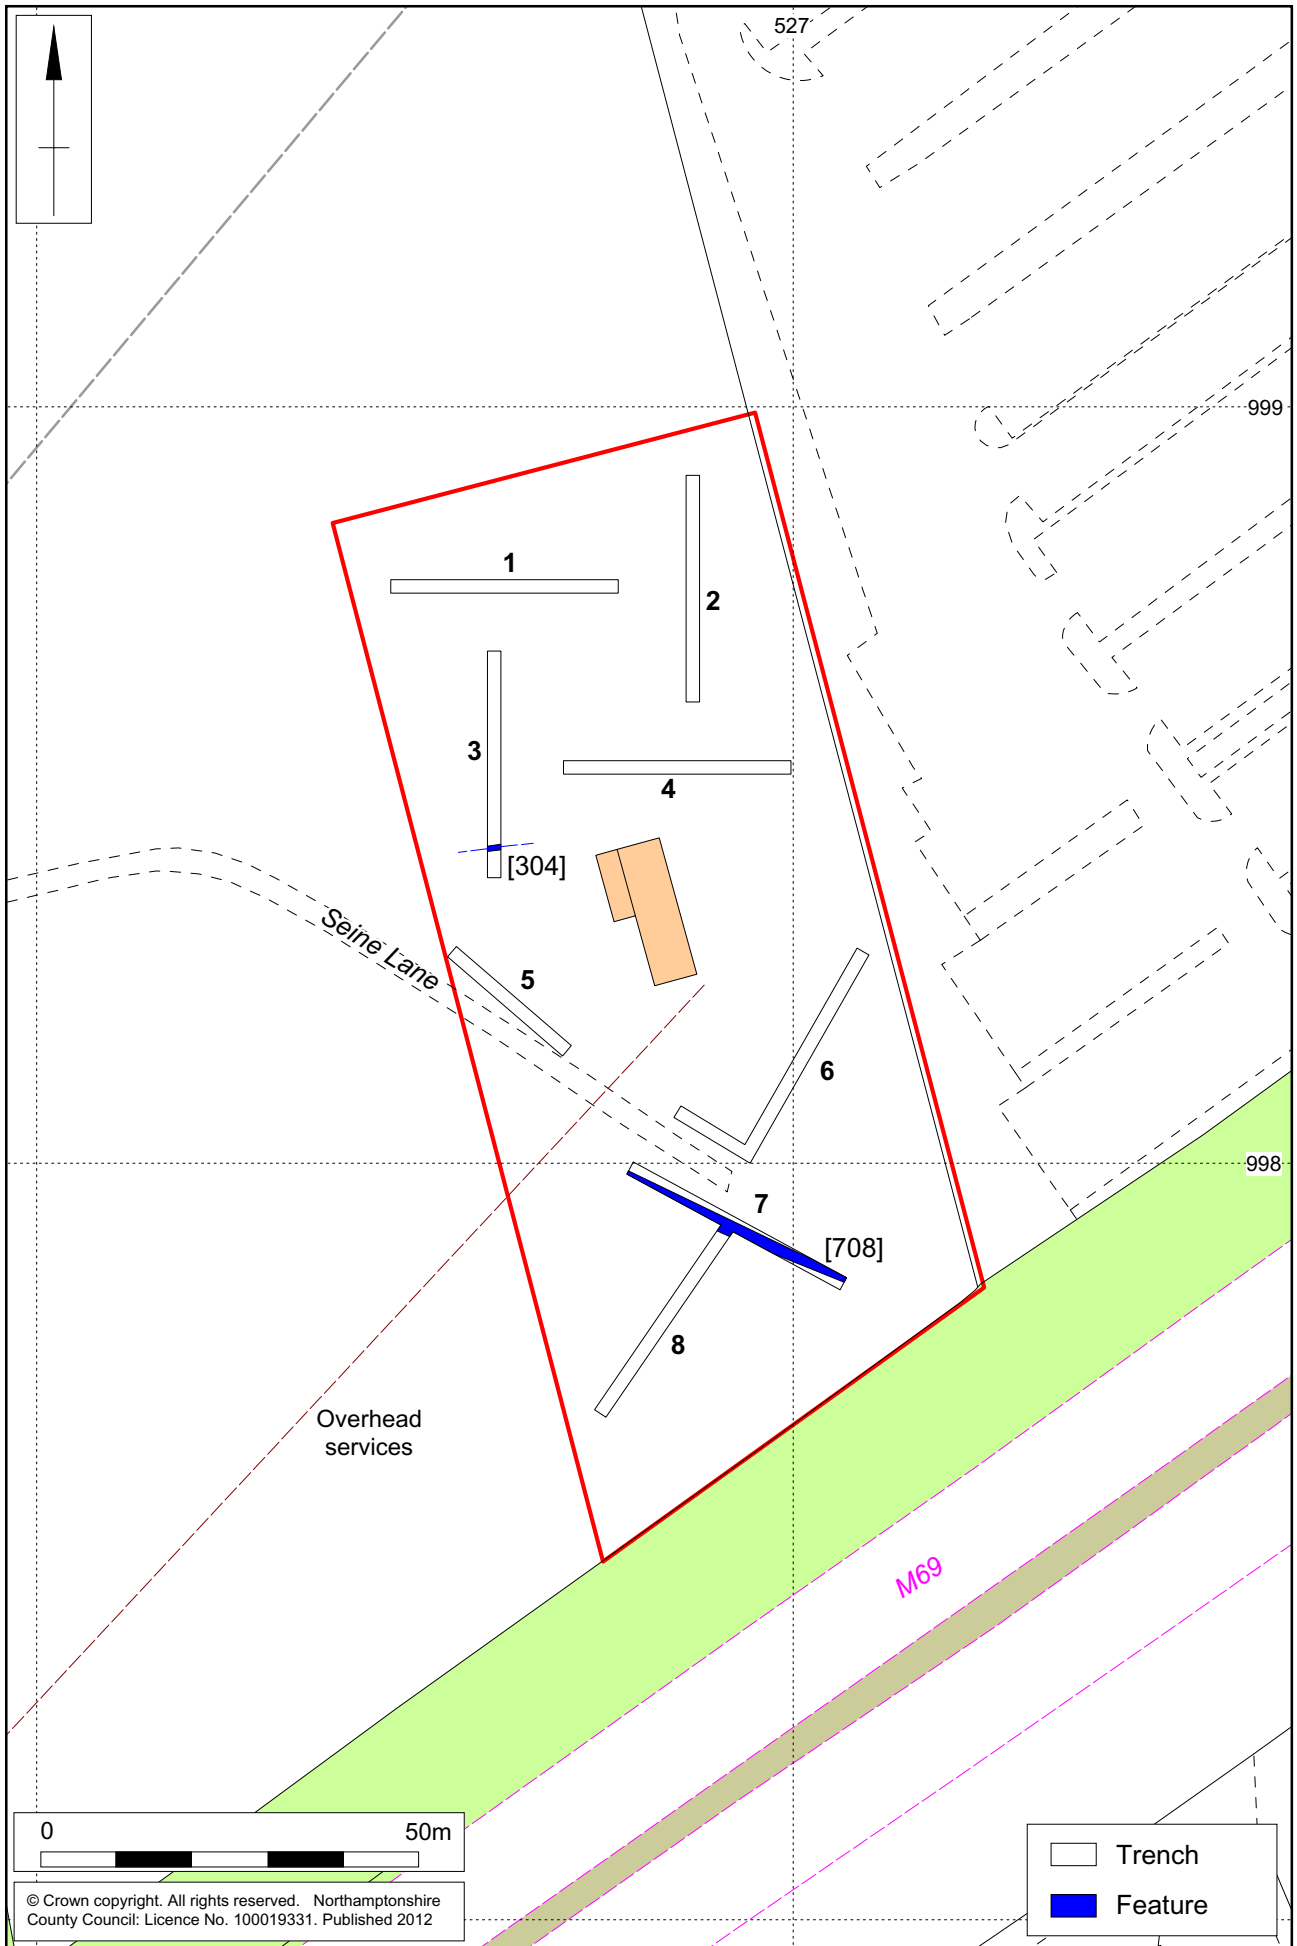 527
999
1
2
3
4
[304]
Seine Lane
5
6
998
7
[708]
8
Overhead
services
M69
0 50m
© Crown copyright. All rights reserved. Northamptonshire
County Council: Licence No. 100019331. Published 2012
Trench
Feature